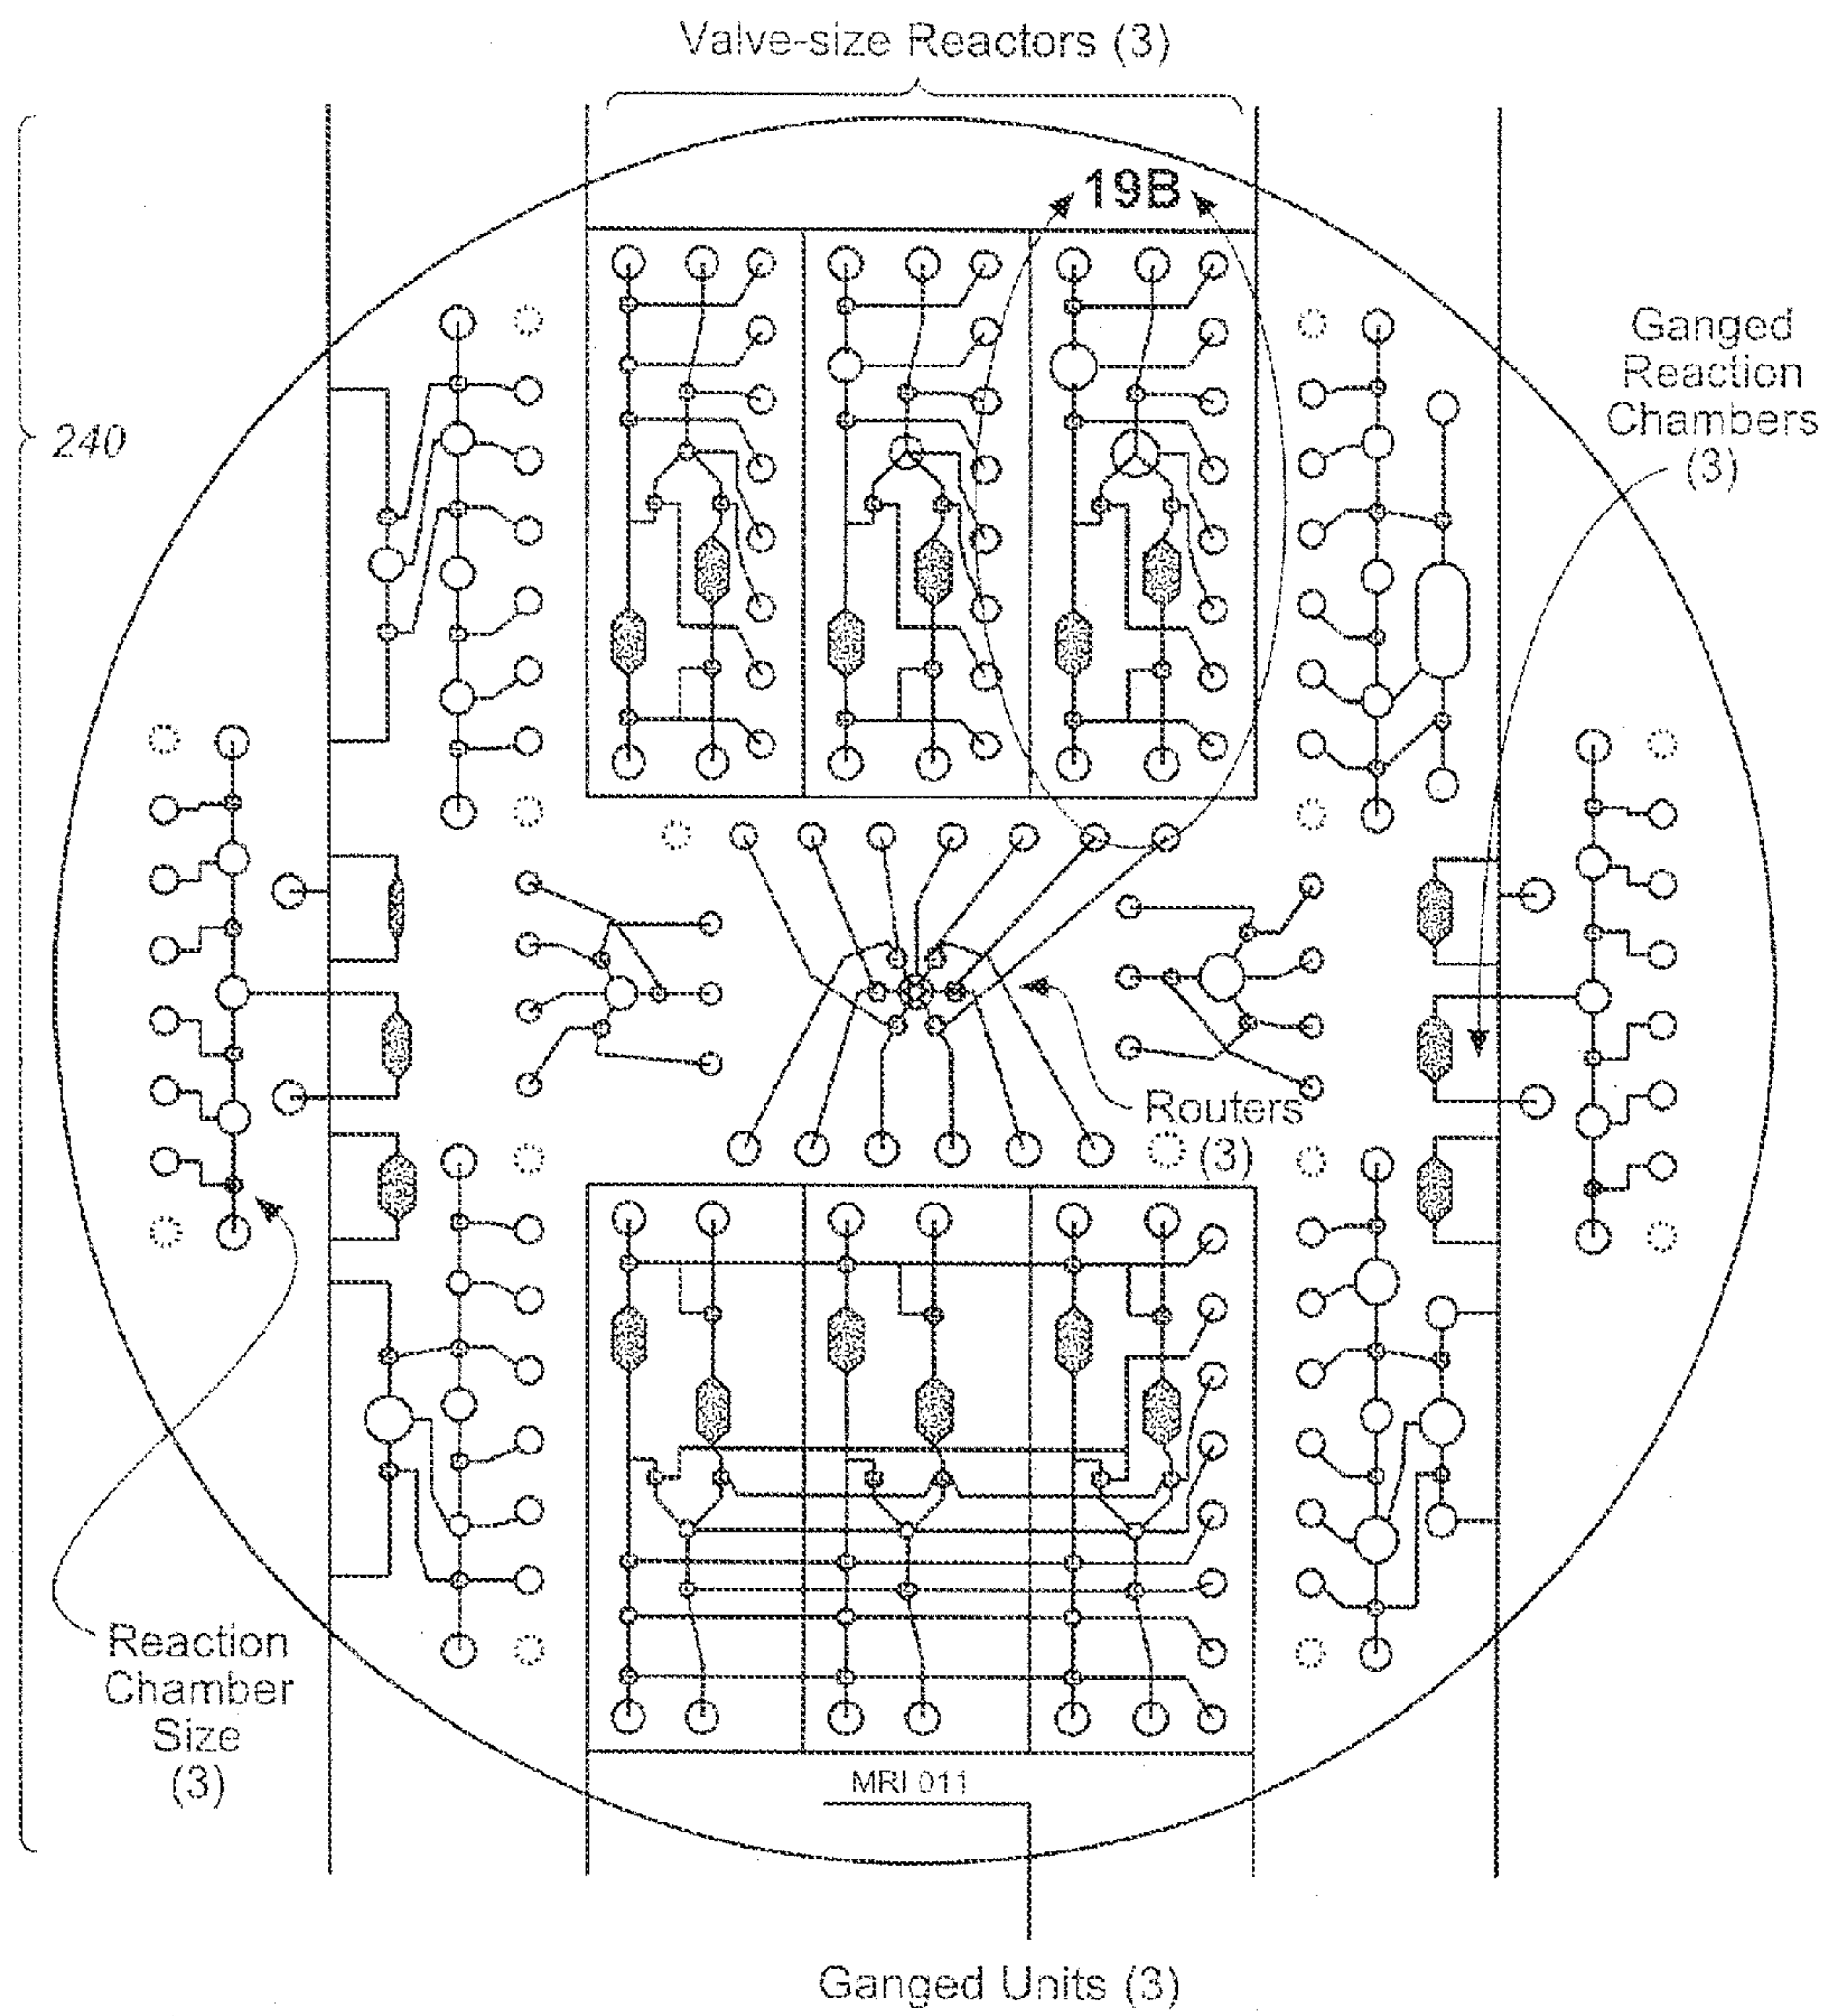 Valve-size Reactors (3)
19B
240
Ganged
Reaction
Chambers
(3)
Routers
(3)
Reaction
Chamber
Size
(3)
MRI 011
Ganged Units (3)